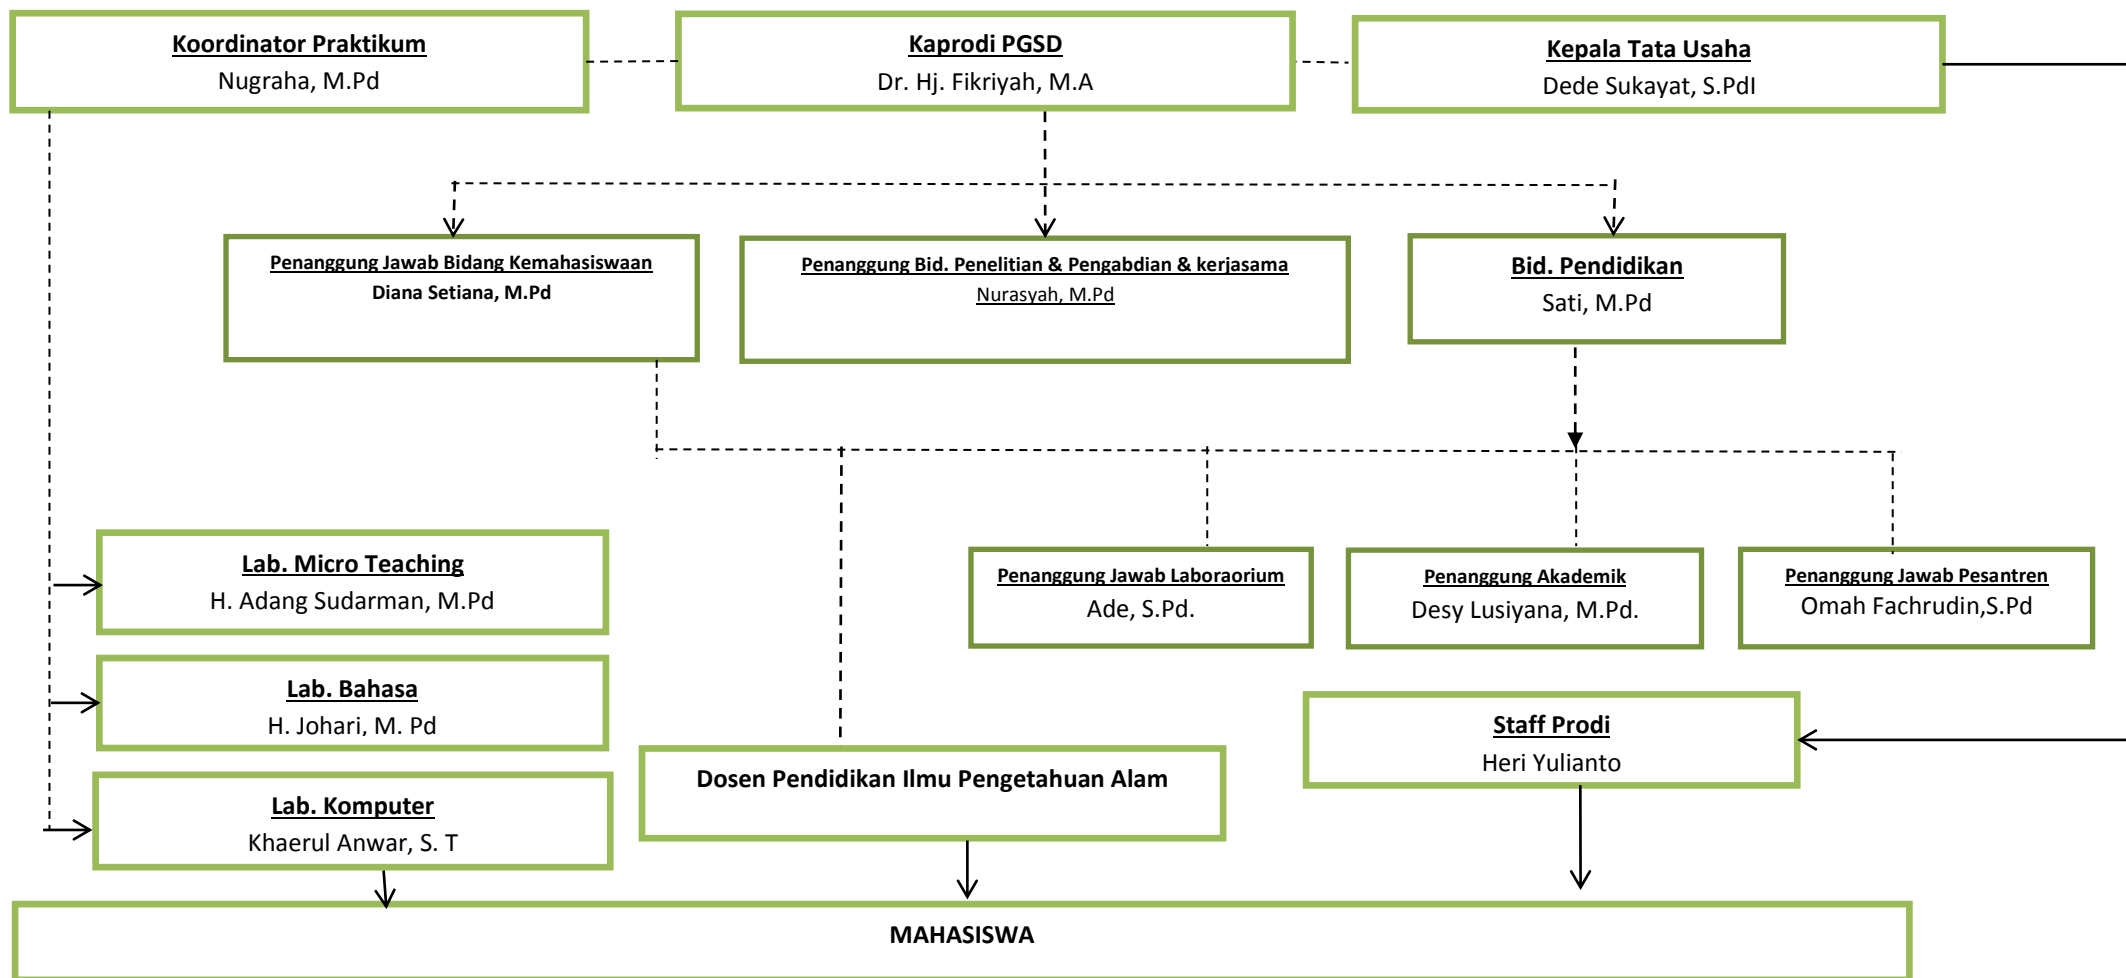 Koordinator Praktikum
Nugraha, M.Pd
Kaprodi PGSD
Dr. Hj. Fikriyah, M.A
Kepala Tata Usaha
Dede Sukayat, S.PdI
Penanggung Jawab Bidang Kemahasiswaan
Diana Setiana, M.Pd
Penanggung Bid. Penelitian & Pengabdian & kerjasama
Nurasyah, M.Pd
Bid. Pendidikan
Sati, M.Pd
Lab. Micro Teaching
H. Adang Sudarman, M.Pd
Penanggung Jawab Laboraorium
Ade, S.Pd.
Penanggung Akademik
Desy Lusiyana, M.Pd.
Penanggung Jawab Pesantren
Omah Fachrudin,S.Pd
Lab. Bahasa
H. Johari, M. Pd
Staff Prodi
Heri Yulianto
Dosen Pendidikan Ilmu Pengetahuan Alam
Lab. Komputer
Khaerul Anwar, S. T
MAHASISWA